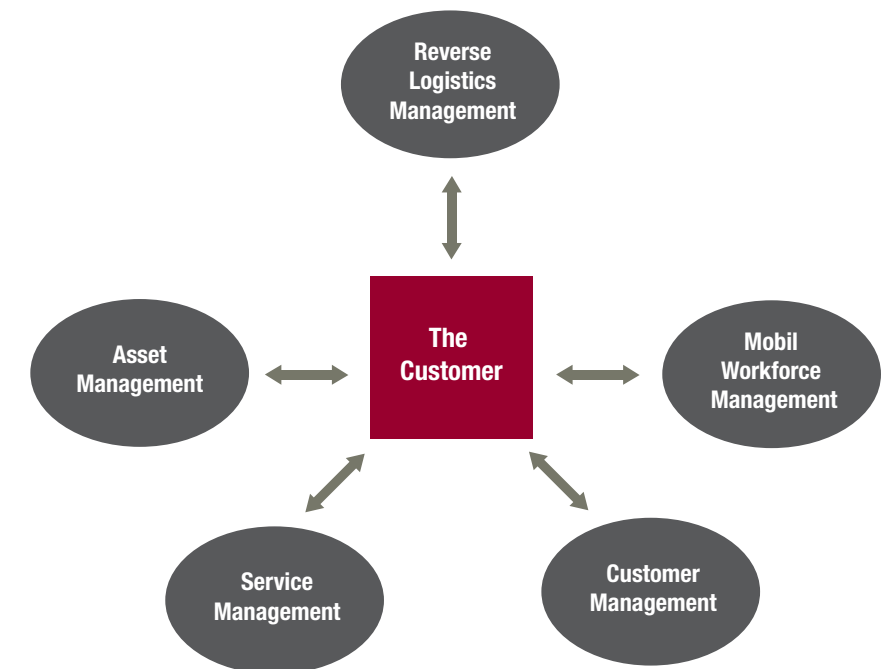 Reverse
Logistics
Management
The
Customer
Asset
Management
Mobil
Workforce
Management
Service
Management
Customer
Management